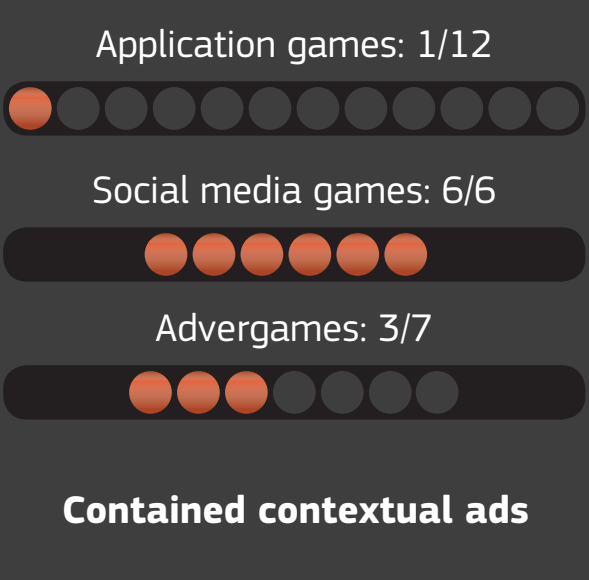 Application games: 1/12
Social media games: 6/6
Advergames: 3/7
Contained contextual ads